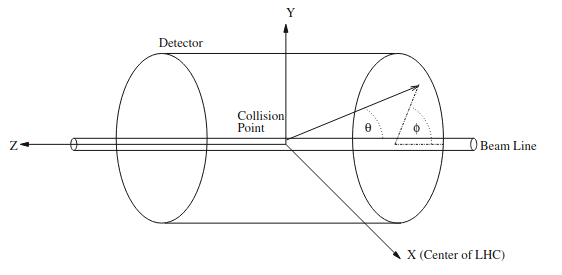 Y
Detector
Collision
Point
θ
ϕ
Z
Beam Line
X (Center of LHC)